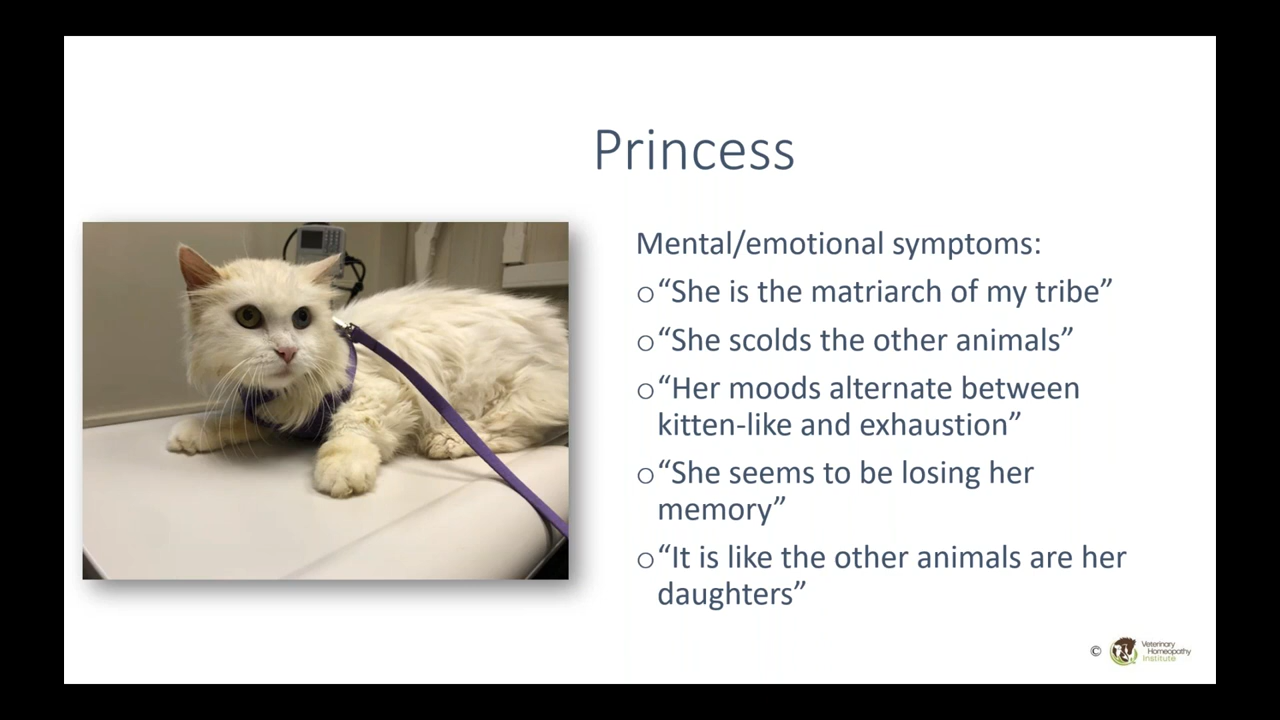 Princess
Mental/emotional symptoms:
o“She is the matriarch of my tribe”
o“She scolds the other animals”
o“Her moods alternate between
kitten-like and exhaustion”
o“She seems to be losing her
memory”
o“It is like the other animals are her
daughters”
© Veterinary
Homeopathy
Institute